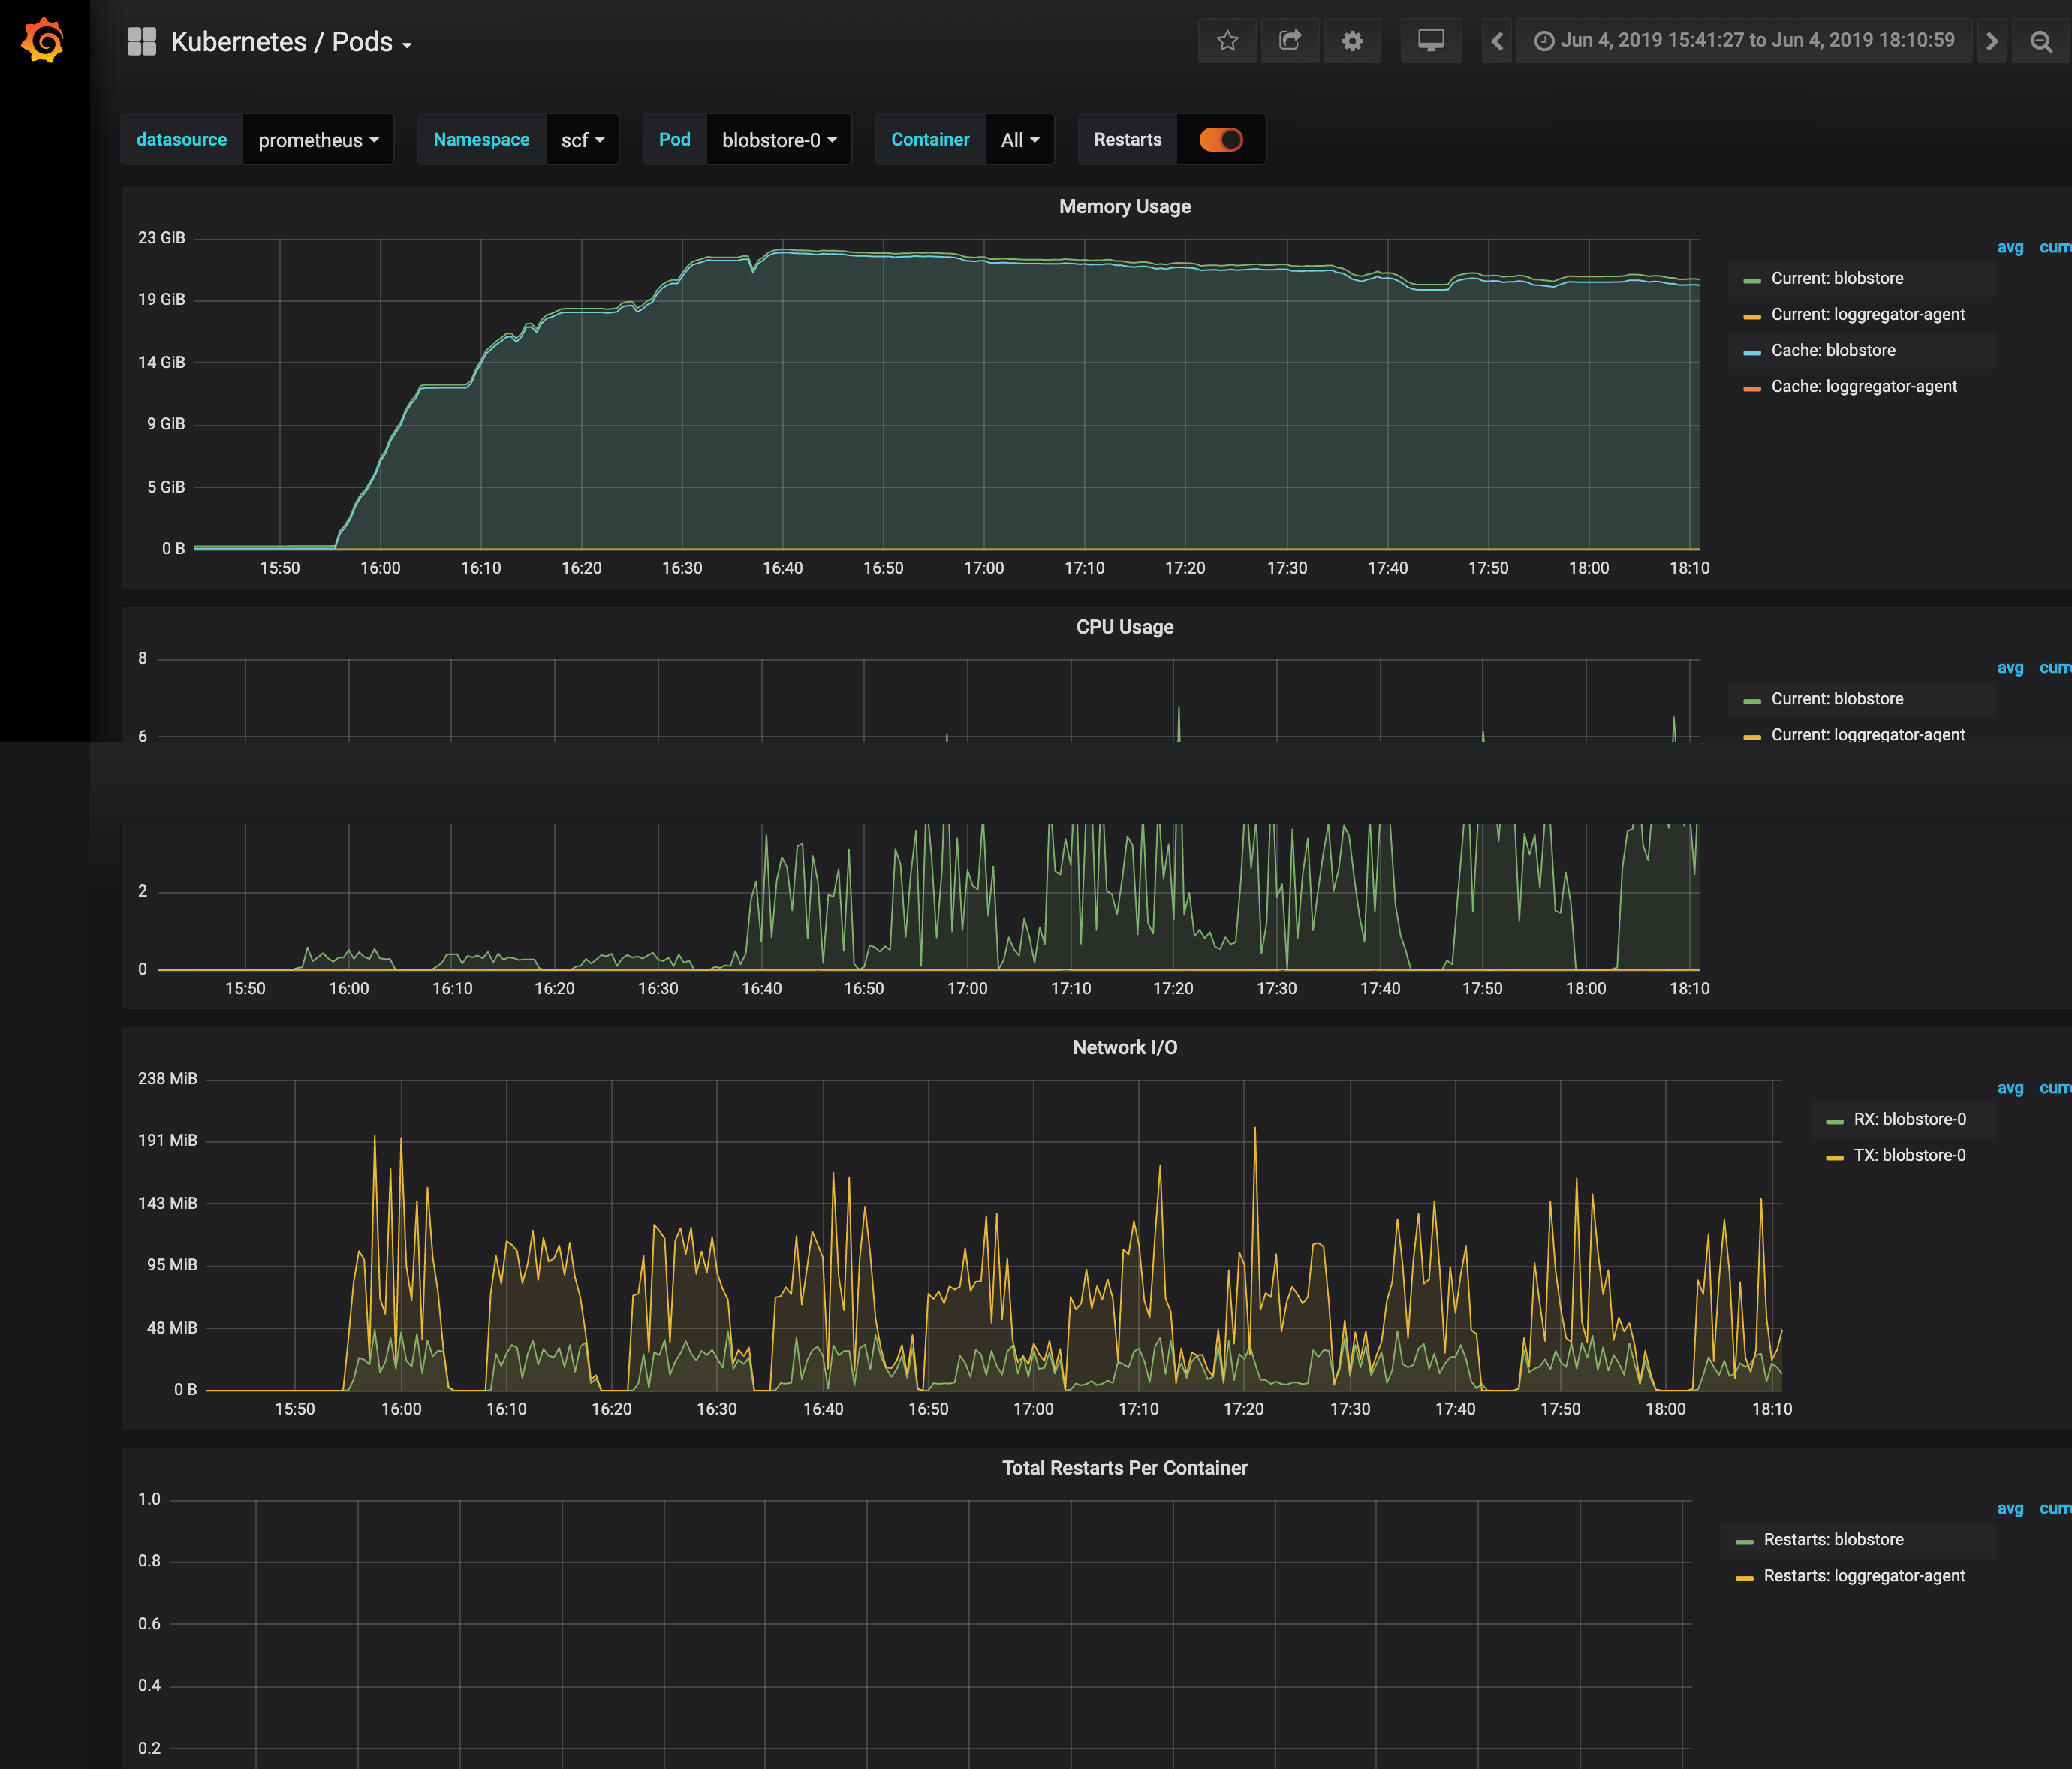 Kubernetes / Pods
Jun 4, 2019 15:41:27 to Jun 4, 2019 18:10:59
datasource prometheus Namespace scf Pod blobstore-0 Container All Restarts
Memory Usage
23 GiB
19 GiB
14 GiB
9 GiB
5 GiB
0 B
15:50 16:00 16:10 16:20 16:30 16:40 16:50 17:00 17:10 17:20 17:30 17:40 17:50 18:00 18:10
avg curre
Current: blobstore
Current: loggregator-agent
Cache: blobstore
Cache: loggregator-agent
CPU Usage
8
6
2
0
15:50 16:00 16:10 16:20 16:30 16:40 16:50 17:00 17:10 17:20 17:30 17:40 17:50 18:00 18:10
avg curre
Current: blobstore
Current: loggregator-agent
Network I/O
238 MiB
191 MiB
143 MiB
95 MiB
48 MiB
0 B
15:50 16:00 16:10 16:20 16:30 16:40 16:50 17:00 17:10 17:20 17:30 17:40 17:50 18:00 18:10
avg curre
RX: blobstore-0
TX: blobstore-0
Total Restarts Per Container
1.0
0.8
0.6
0.4
0.2
avg curre
Restarts: blobstore
Restarts: loggregator-agent